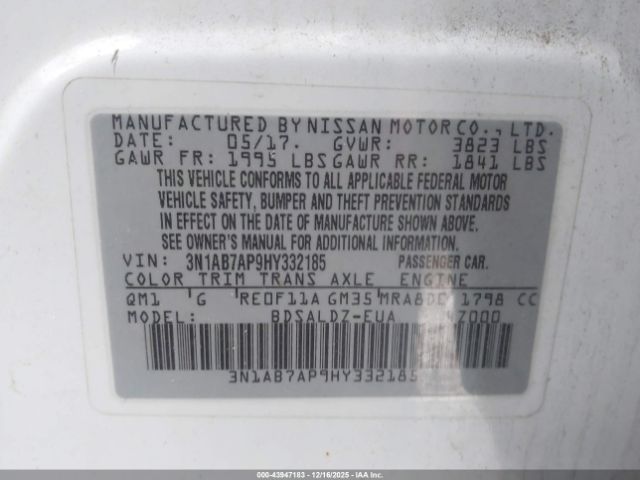 MANUFACTURED BY NISSAN MOTOR CO., LTD.
DATE: 05/17. GVWR: 3823 LBS
GAWR FR: 1995 LBS GAWR RR: 1841 LBS
THIS VEHICLE CONFORMS TO ALL APPLICABLE FEDERAL MOTOR
VEHICLE SAFETY, BUMPER AND THEFT PREVENTION STANDARDS
IN EFFECT ON THE DATE OF MANUFACTURE SHOWN ABOVE.
SEE OWNER'S MANUAL FOR ADDITIONAL INFORMATION.
VIN: 3N1AB7AP9HY332185 PASSENGER CAR.
COLOR TRIM TRANS AXLE ENGINE
QM1 G RE0F11A GM35 MRA8DE 1798 CC
MODEL: BDSALDZ-EUA
3N1AB7AP9HY332185
000-43947183 - 12/16/2025 - IAA, Inc.